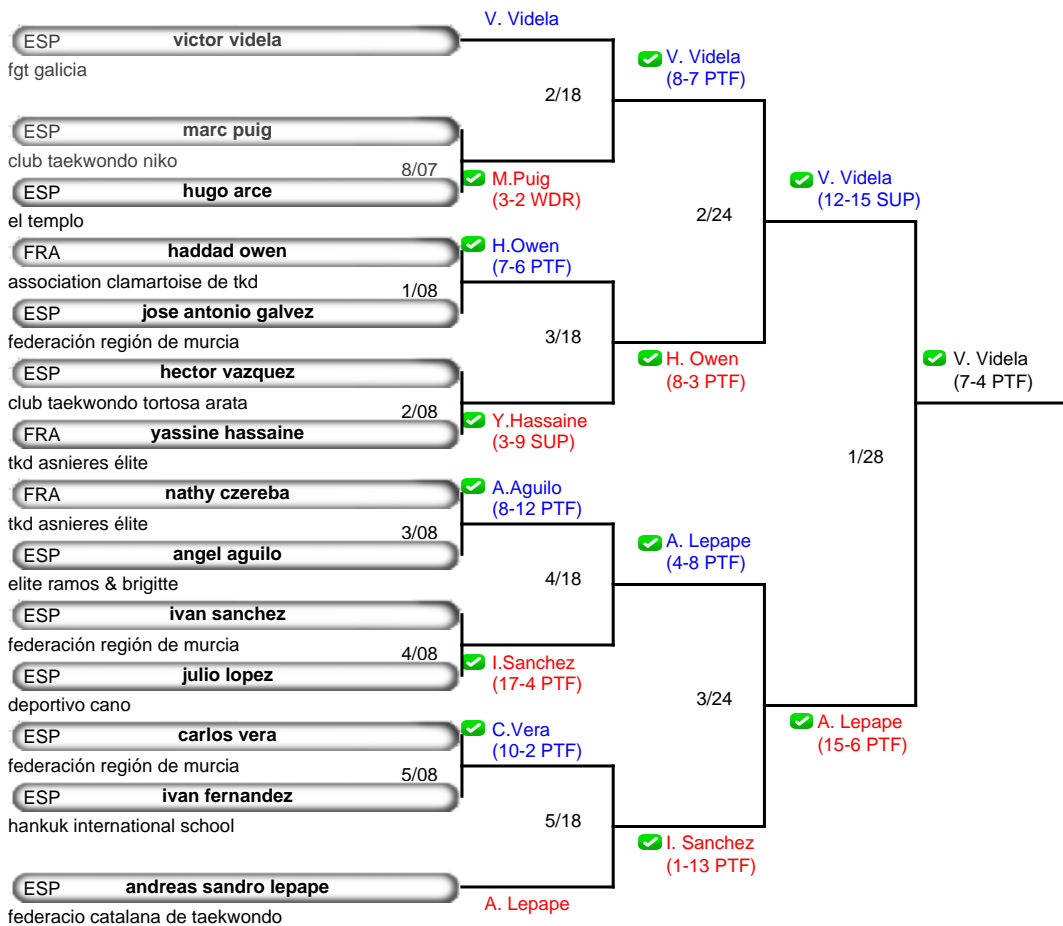 V. Videla
ESP victor videla
fgt galicia
V. Videla
(8-7 PTF)
2/18
ESP marc puig
club taekwondo niko
8/07
M.Puig
(3-2 WDR)
ESP hugo arce
el templo
V. Videla
(12-15 SUP)
2/24
FRA haddad owen
association clamartoise de tkd
H.Owen
(7-6 PTF)
1/08
ESP jose antonio galvez
federación región de murcia
3/18
H. Owen
(8-3 PTF)
ESP hector vazquez
club taekwondo tortosa arata
2/08
Y.Hassaine
(3-9 SUP)
FRA yassine hassaine
tkd asnieres élite
V. Videla
(7-4 PTF)
1/28
FRA nathy czereba
tkd asnieres élite
A.Aguilo
(8-12 PTF)
3/08
ESP angel aguilo
elite ramos & brigitte
4/18
A. Lepape
(4-8 PTF)
ESP ivan sanchez
federación región de murcia
4/08
I.Sanchez
(17-4 PTF)
ESP julio lopez
deportivo cano
3/24
A. Lepape
(15-6 PTF)
ESP carlos vera
federación región de murcia
C.Vera
(10-2 PTF)
5/08
ESP ivan fernandez
hankuk international school
5/18
I. Sanchez
(1-13 PTF)
ESP andreas sandro lepape
federacio catalana de taekwondo
A. Lepape